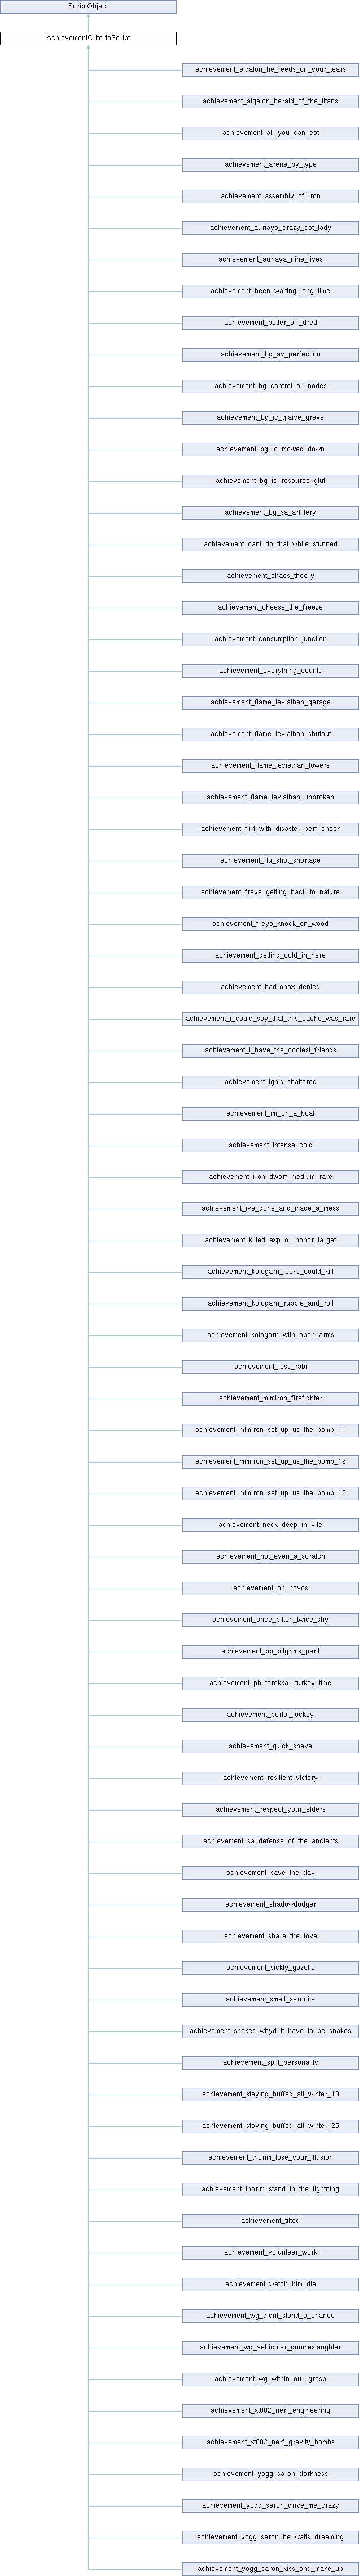 ScriptObject
AchievementCriteriaScript
achievement_algalon_he_feeds_on_your_tears
achievement_algalon_herald_of_the_titans
achievement_all_you_can_eat
achievement_arena_by_type
achievement_assembly_of_iron
achievement_auriaya_crazy_cat_lady
achievement_auriaya_nine_lives
achievement_been_waiting_long_time
achievement_better_off_dred
achievement_bg_av_perfection
achievement_bg_control_all_nodes
achievement_bg_ic_glaive_grave
achievement_bg_ic_mowed_down
achievement_bg_ic_resource_glut
achievement_bg_sa_artillery
achievement_cant_do_that_while_stunned
achievement_chaos_theory
achievement_cheese_the_freeze
achievement_consumption_junction
achievement_everything_counts
achievement_flame_leviathan_garage
achievement_flame_leviathan_shutout
achievement_flame_leviathan_towers
achievement_flame_leviathan_unbroken
achievement_flirt_with_disaster_perf_check
achievement_flu_shot_shortage
achievement_freya_getting_back_to_nature
achievement_freya_knock_on_wood
achievement_getting_cold_in_here
achievement_hadronox_denied
achievement_i_could_say_that_this_cache_was_rare
achievement_i_have_the_coolest_friends
achievement_ignis_shattered
achievement_im_on_a_boat
achievement_intense_cold
achievement_iron_dwarf_medium_rare
achievement_ive_gone_and_made_a_mess
achievement_killed_exp_or_honor_target
achievement_kologarn_looks_could_kill
achievement_kologarn_rubble_and_roll
achievement_kologarn_with_open_arms
achievement_less_rabi
achievement_mimiron_firefighter
achievement_mimiron_set_up_us_the_bomb_11
achievement_mimiron_set_up_us_the_bomb_12
achievement_mimiron_set_up_us_the_bomb_13
achievement_neck_deep_in_vile
achievement_not_even_a_scratch
achievement_oh_novos
achievement_once_bitten_twice_shy
achievement_pb_pilgrims_peril
achievement_pb_terokkar_turkey_time
achievement_portal_jockey
achievement_quick_shave
achievement_resilient_victory
achievement_respect_your_elders
achievement_sa_defense_of_the_ancients
achievement_save_the_day
achievement_shadowdodger
achievement_share_the_love
achievement_sickly_gazelle
achievement_smell_saronite
achievement_snakes_whyd_it_have_to_be_snakes
achievement_split_personality
achievement_staying_buffed_all_winter_10
achievement_staying_buffed_all_winter_25
achievement_thorim_lose_your_illusion
achievement_thorim_stand_in_the_lightning
achievement_tilted
achievement_volunteer_work
achievement_watch_him_die
achievement_wg_didnt_stand_a_chance
achievement_wg_vehicular_gnomeslaughter
achievement_wg_within_our_grasp
achievement_xt002_nerf_engineering
achievement_xt002_nerf_gravity_bombs
achievement_yogg_saron_darkness
achievement_yogg_saron_drive_me_crazy
achievement_yogg_saron_he_waits_dreaming
achievement_yogg_saron_kiss_and_make_up